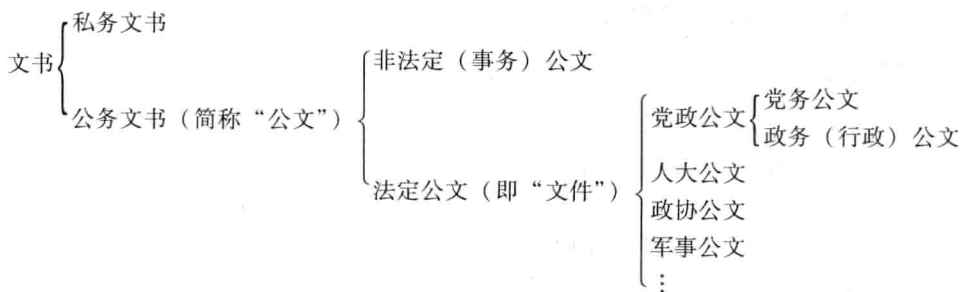 私务文书
文书
公务文书（简称“公文”）
非法定（事务）公文
法定公文（即“文件”）
党政公文
党务公文
政务（行政）公文
人大公文
政协公文
军事公文
⋮